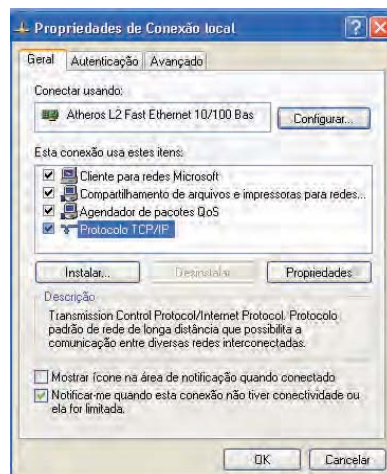 Propriedades de Conexão local
Geral Autenticação Avançado
Conectar usando:
Atheros L2 Fast Ethernet 10/100 Bas
Configurar...
Esta conexão usa estes itens:
Cliente para redes Microsoft
Compartilhamento de arquivos e impressoras para redes...
Agendador de pacotes QoS
Protocolo TCP/IP
Instalar... Desinstalar Propriedades
Descrição
Transmission Control Protocol/Internet Protocol. Protocolo
padrão de rede de longa distância que possibilita a
comunicação entre diversas redes interconectadas.
Mostrar ícone na área de notificação quando conectado
Notificar-me quando esta conexão não tiver conectividade ou
ela for limitada.
OK Cancelar